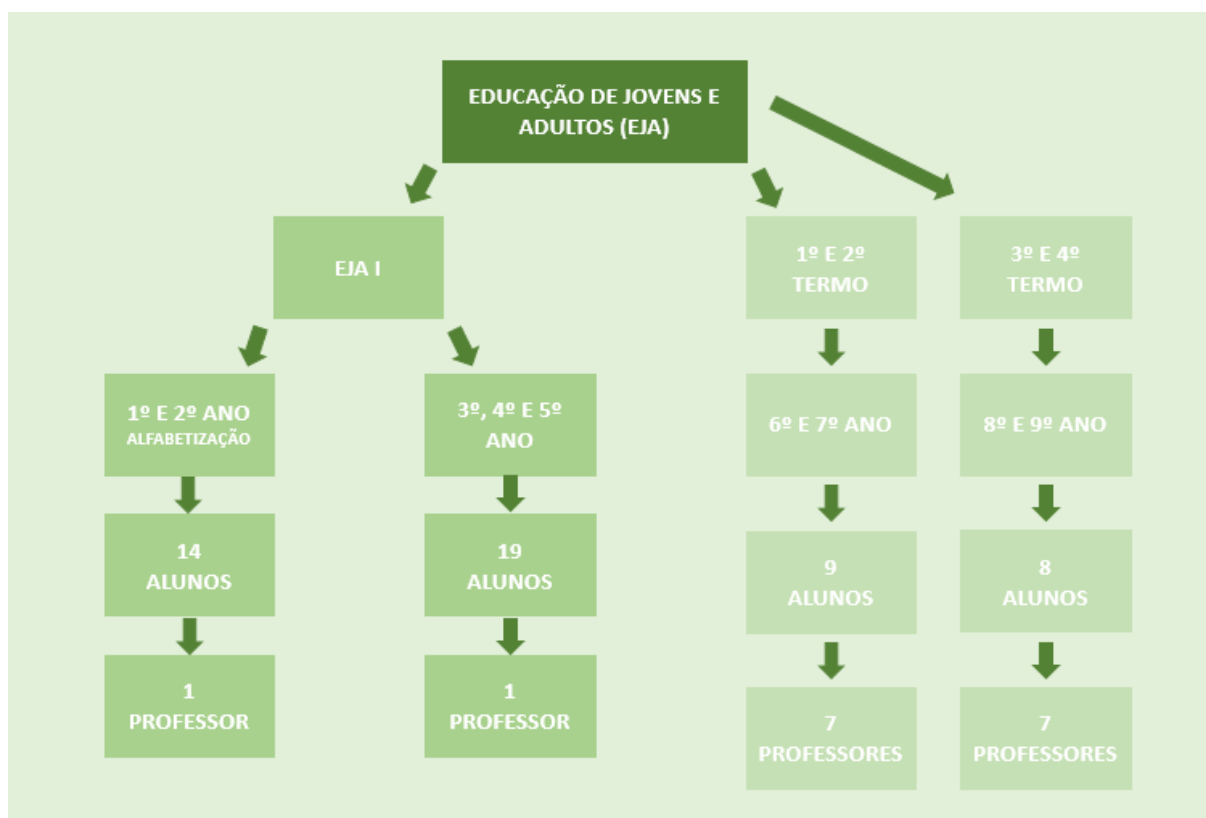 EDUCAÇÃO DE JOVENS E
ADULTOS (EJA)
EJA I
1º E 2º
TERMO
3º E 4º
TERMO
1º E 2º ANO
ALFABETIZAÇÃO
3º, 4º E 5º
ANO
6º E 7º ANO
8º E 9º ANO
14
ALUNOS
19
ALUNOS
9
ALUNOS
8
ALUNOS
1
PROFESSOR
1
PROFESSOR
7
PROFESSORES
7
PROFESSORES